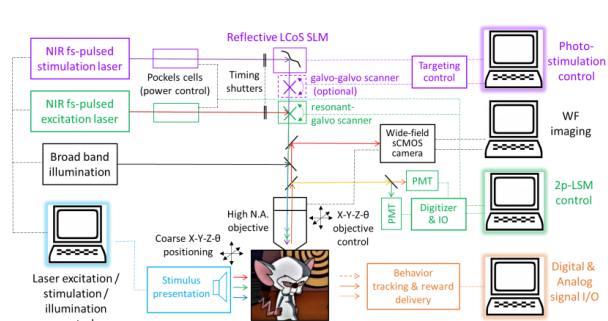 Reflective LCoS SLM
NIR fs-pulsed
stimulation laser
Pockels cells
(power control)
Timing
shutters
galvo-galvo scanner
(optional)
Targeting
control
Photo-
stimulation
control
NIR fs-pulsed
excitation laser
resonant-
galvo scanner
Wide-field
sCMOS
camera
WF
imaging
Broad band
illumination
PMT
PMT
Digitizer
& IO
2p-LSM
control
High N.A.
objective
X-Y-Z-θ
objective
control
Coarse X-Y-Z-θ
positioning
Laser excitation /
stimulation /
illumination
Stimulus
presentation
Behavior
tracking & reward
delivery
Digital &
Analog
signal I/O